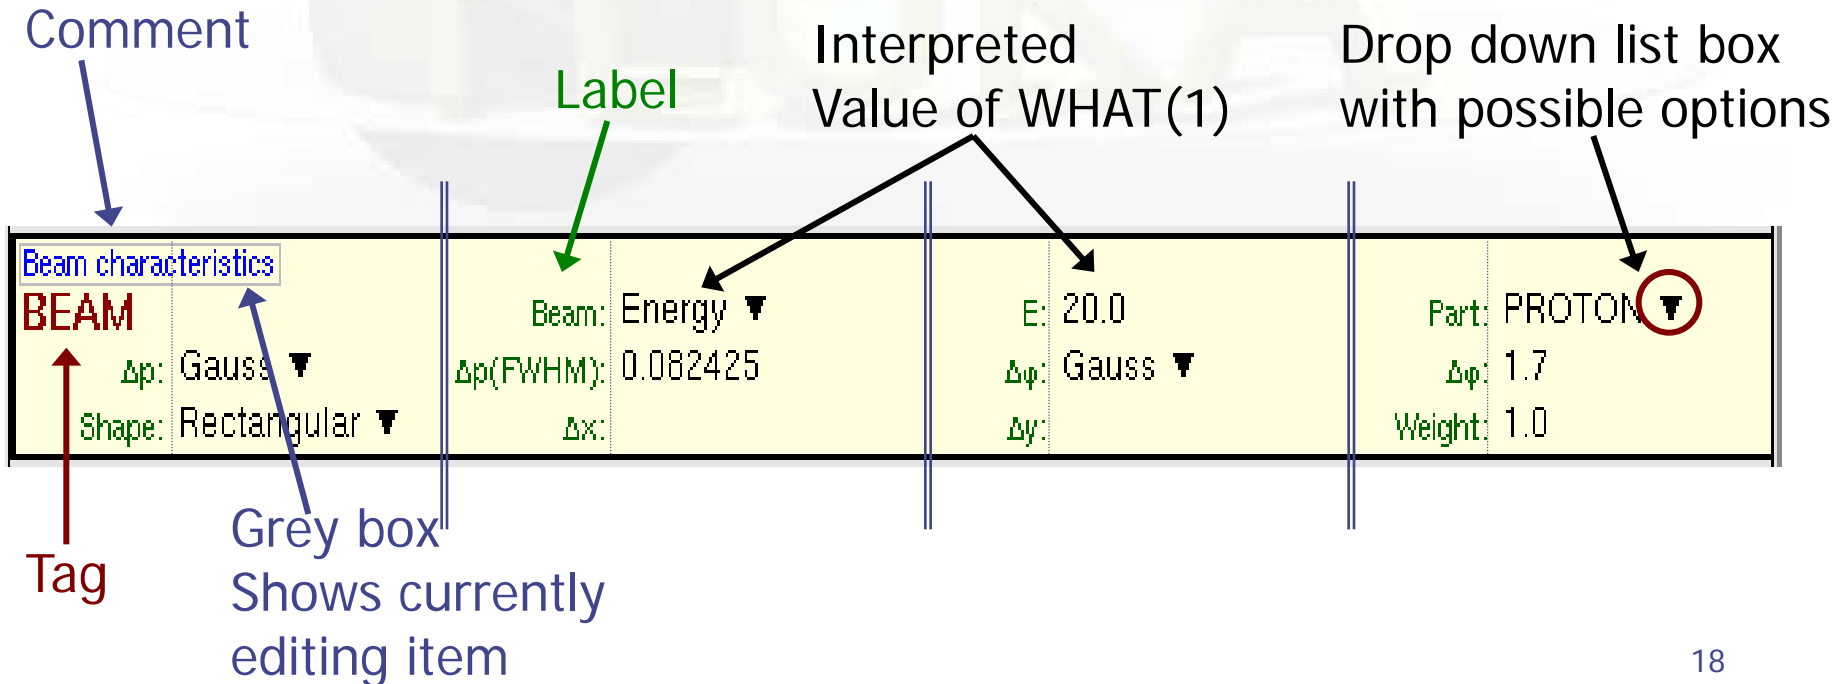 Comment
Label
Interpreted
Value of WHAT(1)
Drop down list box
with possible options
Beam characteristics
BEAM Beam: Energy ▼ E: 20.0 Part: PROTON ▼
Δp: Gauss ▼ Δp(FWHM): 0.082425 Δφ: Gauss ▼ Δφ: 1.7
Shape: Rectangular ▼ Δx: Δy: Weight: 1.0
Tag
Grey box
Shows currently
editing item
18